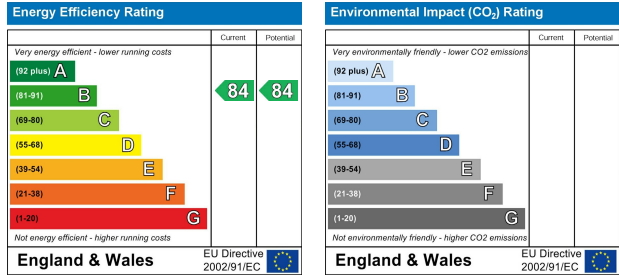 Energy Efficiency Rating
Current Potential
Very energy efficient - lower running costs
(92 plus) A
(81-91) B
84 84
(69-80) C
(55-68) D
(39-54) E
(21-38) F
(1-20) G
Not energy efficient - higher running costs
England & Wales
EU Directive
2002/91/EC
Environmental Impact (CO₂) Rating
Current Potential
Very environmentally friendly - lower CO2 emissions
(92 plus) A
(81-91) B
(69-80) C
(55-68) D
(39-54) E
(21-38) F
(1-20) G
Not environmentally friendly - higher CO2 emissions
England & Wales
EU Directive
2002/91/EC